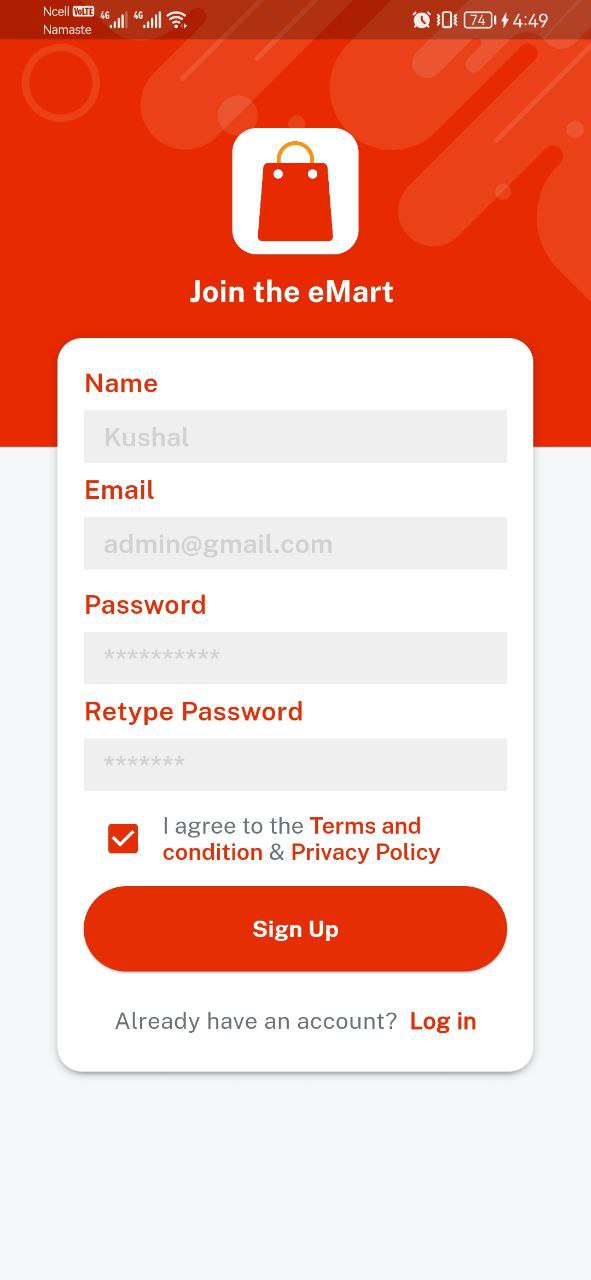 Ncell VoLTE 4G 4G 74 4:49
Namaste
Join the eMart
Name
Kushal
Email
admin@gmail.com
Password
**********
Retype Password
*******
I agree to the Terms and
condition & Privacy Policy
Sign Up
Already have an account? Log in